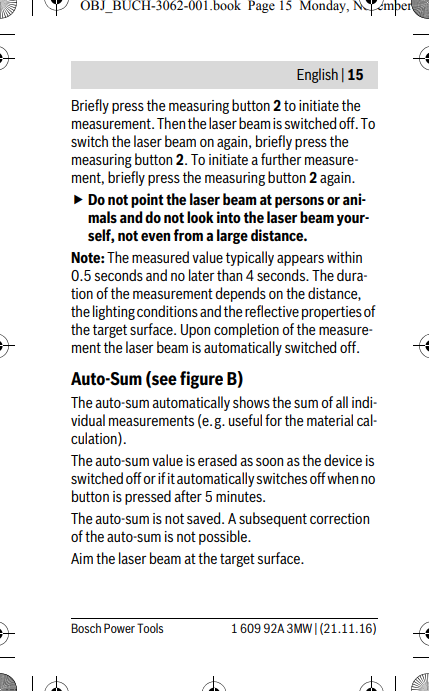 OBJ_BUCH-3062-001.book Page 15 Monday,
English | 15
Briefly press the measuring button 2 to initiate the
measurement. Then the laser beam is switched off. To
switch the laser beam on again, briefly press the
measuring button 2. To initiate a further measure-
ment, briefly press the measuring button 2 again.
▶ Do not point the laser beam at persons or ani-
mals and do not look into the laser beam your-
self, not even from a large distance.
Note: The measured value typically appears within
0.5 seconds and no later than 4 seconds. The dura-
tion of the measurement depends on the distance,
the lighting conditions and the reflective properties of
the target surface. Upon completion of the measure-
ment the laser beam is automatically switched off.
Auto-Sum (see figure B)
The auto-sum automatically shows the sum of all indi-
vidual measurements (e. g. useful for the material cal-
culation).
The auto-sum value is erased as soon as the device is
switched off or if it automatically switches off when no
button is pressed after 5 minutes.
The auto-sum is not saved. A subsequent correction
of the auto-sum is not possible.
Aim the laser beam at the target surface.
Bosch Power Tools 1 609 92A 3MW | (21.11.16)